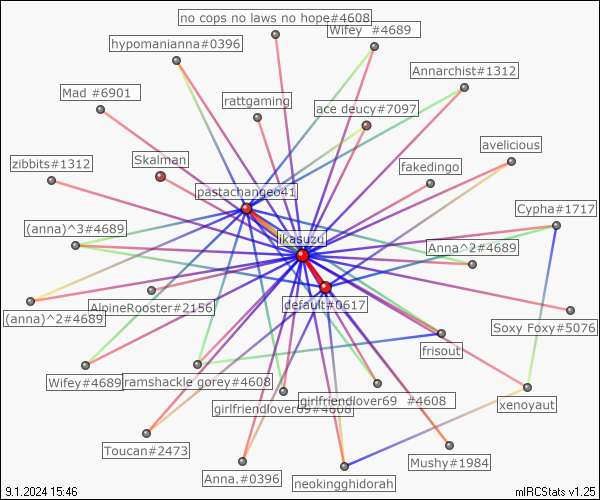 no cops no laws no hope#4608
Wifey  #4689
hypomanianna#0396
Annarchist#1312
Mad #6901
rattgaming
ace deucy#7097
avelicious
zibbits#1312
Skalman
fakedingo
pastachangeo41
Cypha#1717
(anna)^3#4689
ikasuzu
Anna^2#4689
AlpineRooster#2156
default#0617
(anna)^2#4689
Soxy Foxy#5076
frisout
Wifey#4689
ramshackle gorey#4608
girlfriendlover69#4608
girlfriendlover69  #4608
xenoyaut
Toucan#2473
Anna.#0396
neokingghidorah
Mushy#1984
9.1.2024 15:46
mIRCStats v1.25